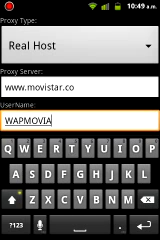 10:49 a.m.
Proxy Type:
Real Host
Proxy Server:
www.movistar.co
UserName:
WAPMOVIA
Q W E R T Y U I O P
A S D F G H J K L
Z X C V B N M
?123 .